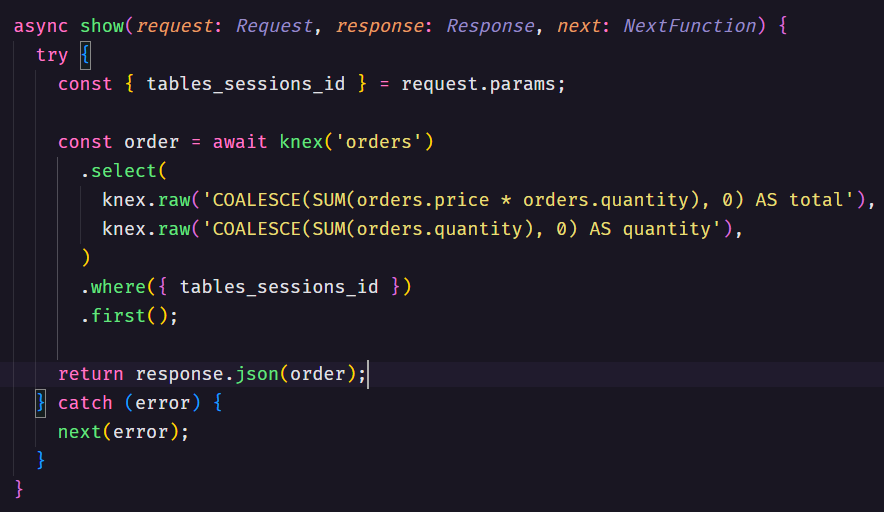 async show(request: Request, response: Response, next: NextFunction) {
try {
const { tables_sessions_id } = request.params;
const order = await knex('orders')
.select(
knex.raw('COALESCE(SUM(orders.price * orders.quantity), 0) AS total'),
knex.raw('COALESCE(SUM(orders.quantity), 0) AS quantity'),
)
.where({ tables_sessions_id })
.first();
return response.json(order);
} catch (error) {
next(error);
}
}